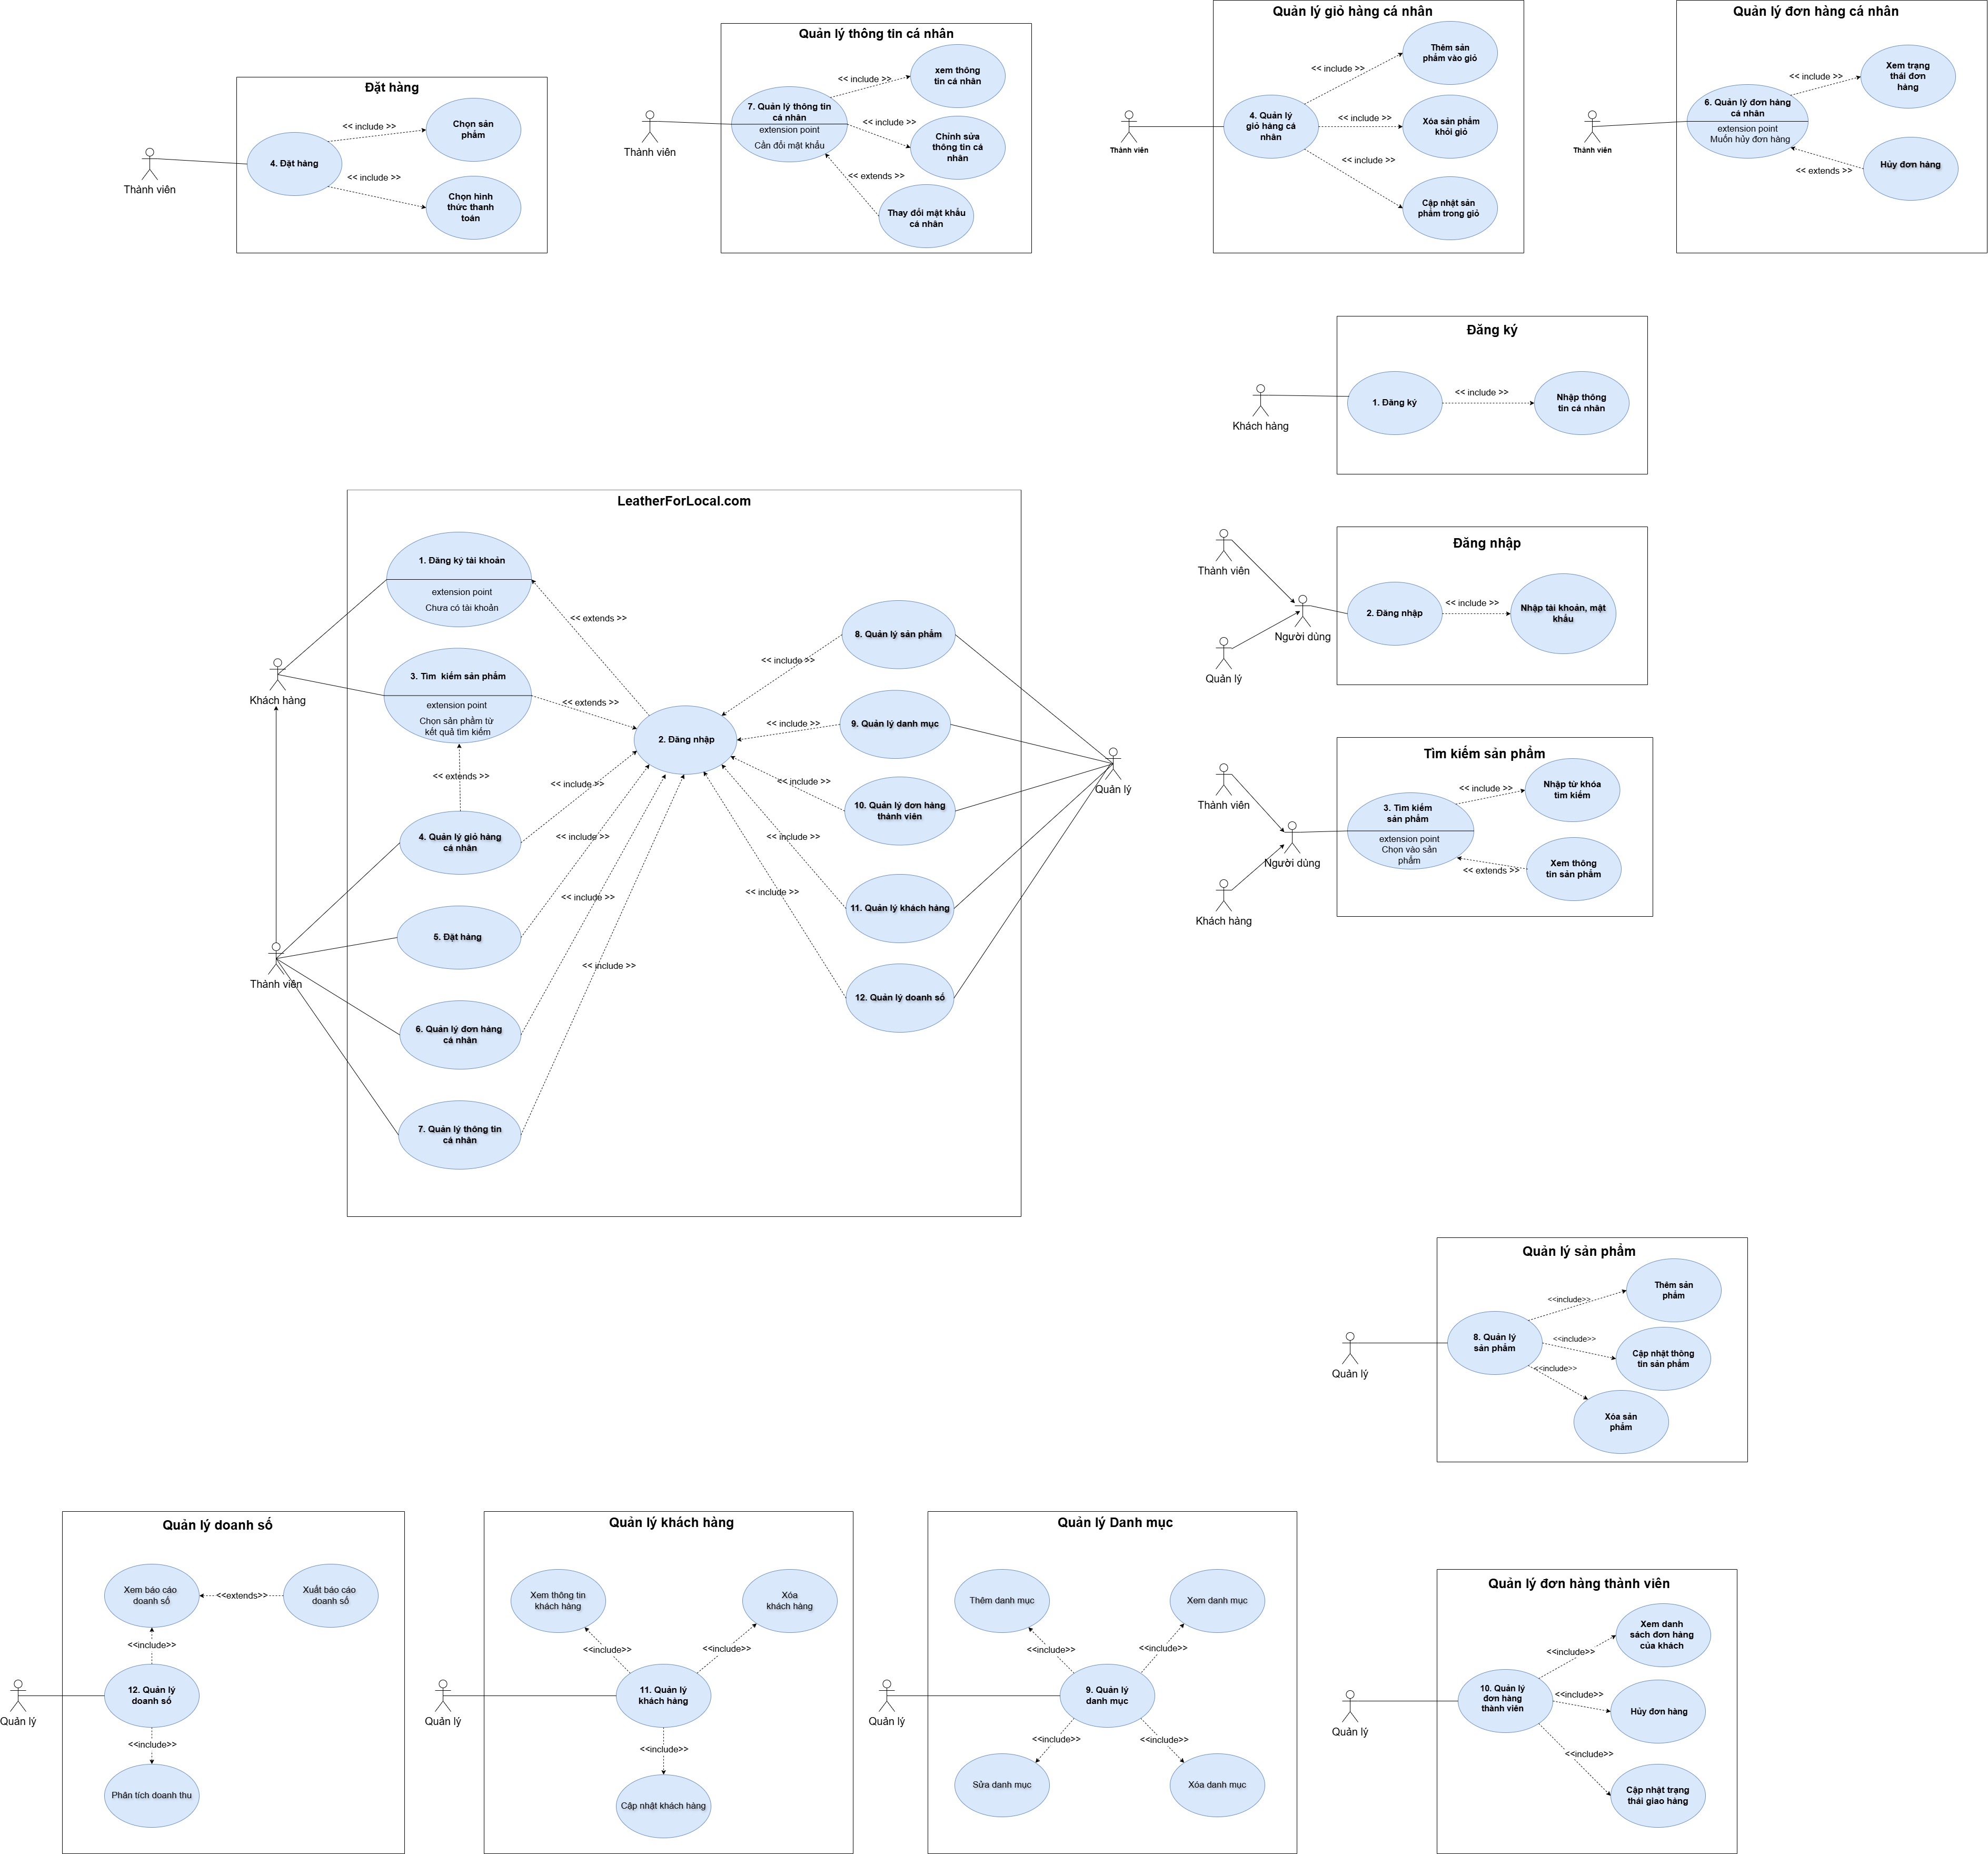 Đặt hàng
4. Đặt hàng
<< include >>
<< include >>
Chọn sản
phẩm
Chọn hình
thức thanh
toán
Thành viên
Quản lý thông tin cá nhân
7. Quản lý thông tin
cá nhân
extension point
Cần đổi mật khẩu
<< include >>
<< include >>
<< extends >>
xem thông
tin cá nhân
Chỉnh sửa
thông tin cá
nhân
Thay đổi mật khẩu
cá nhân
Thành viên
Quản lý giỏ hàng cá nhân
4. Quản lý
giỏ hàng cá
nhân
<< include >>
<< include >>
<< include >>
Thêm sản
phẩm vào giỏ
Xóa sản phẩm
khỏi giỏ
Cập nhật sản
phẩm trong giỏ
Thành viên
Quản lý đơn hàng cá nhân
6. Quản lý đơn hàng
cá nhân
extension point
Muốn hủy đơn hàng
<< include >>
<< extends >>
Xem trạng
thái đơn
hàng
Hủy đơn hàng
Thành viên
Đăng ký
1. Đăng ký
<< include >>
Nhập thông
tin cá nhân
Khách hàng
LeatherForLocal.com
1. Đăng ký tài khoản
extension point
Chưa có tài khoản
<< extends >>
3. Tìm  kiếm sản phẩm
extension point
Chọn sản phẩm từ
kết quả tìm kiếm
<< extends >>
<< extends >>
2. Đăng nhập
4. Quản lý giỏ hàng
cá nhân
<< include >>
5. Đặt hàng
<< include >>
6. Quản lý đơn hàng
cá nhân
<< include >>
7. Quản lý thông tin
cá nhân
<< include >>
8. Quản lý sản phẩm
<< include >>
9. Quản lý danh mục
<< include >>
10. Quản lý đơn hàng
thành viên
<< include >>
11. Quản lý khách hàng
<< include >>
12. Quản lý doanh số
<< include >>
Khách hàng
Thành viên
Quản lý
Đăng nhập
Thành viên
Người dùng
Quản lý
2. Đăng nhập
<< include >>
Nhập tài khoản, mật
khẩu
Tìm kiếm sản phẩm
Thành viên
Người dùng
Khách hàng
3. Tìm kiếm
sản phẩm
extension point
Chọn vào sản
phẩm
<< include >>
<< extends >>
Nhập từ khóa
tìm kiếm
Xem thông
tin sản phẩm
Quản lý sản phẩm
8. Quản lý
sản phẩm
<<include>>
<<include>>
<<include>>
Thêm sản
phẩm
Cập nhật thông
tin sản phẩm
Xóa sản
phẩm
Quản lý
Quản lý doanh số
Xem báo cáo
doanh số
<<extends>>
Xuất báo cáo
doanh số
<<include>>
12. Quản lý
doanh số
<<include>>
Phân tích doanh thu
Quản lý
Quản lý khách hàng
Xem thông tin
khách hàng
Xóa
khách hàng
<<include>>
<<include>>
11. Quản lý
khách hàng
<<include>>
Cập nhật khách hàng
Quản lý
Quản lý Danh mục
Thêm danh mục
Xem danh mục
<<include>>
<<include>>
9. Quản lý
danh mục
<<include>>
<<include>>
Sửa danh mục
Xóa danh mục
Quản lý
Quản lý đơn hàng thành viên
10. Quản lý
đơn hàng
thành viên
<<include>>
<<include>>
<<include>>
Xem danh
sách đơn hàng
của khách
Hủy đơn hàng
Cập nhật trạng
thái giao hàng
Quản lý